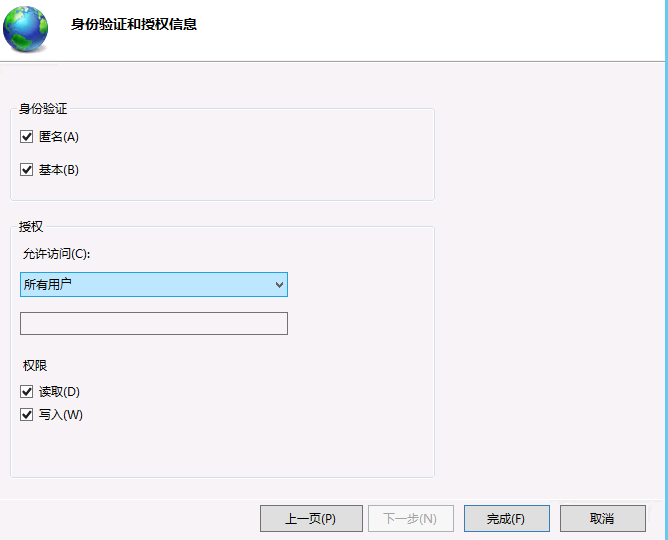 身份验证和授权信息
身份验证
匿名(A)
基本(B)
授权
允许访问(C):
所有用户
权限
读取(D)
写入(W)
上一页(P) 下一步(N) 完成(F) 取消